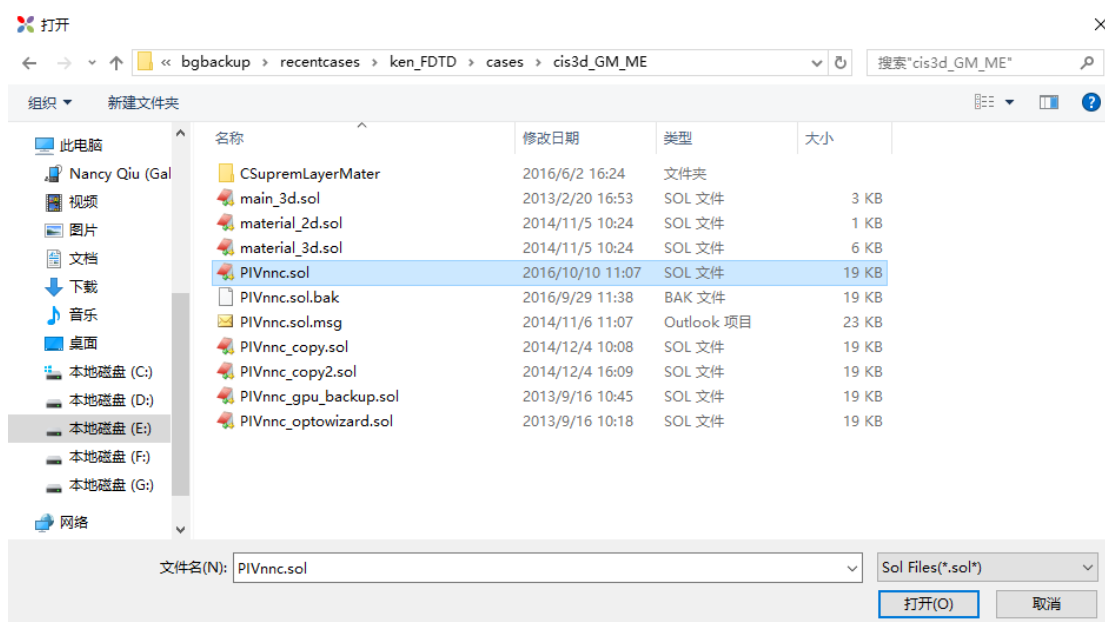 打开
« bgbackup › recentcases › ken_FDTD › cases › cis3d_GM_ME 搜索"cis3d_GM_ME"
组织 新建文件夹
此电脑
Nancy Qiu (Gal
视频
图片
文档
下载
音乐
桌面
本地磁盘 (C:)
本地磁盘 (D:)
本地磁盘 (E:)
本地磁盘 (F:)
本地磁盘 (G:)
网络
名称 修改日期 类型 大小
CSupremLayerMater 2016/6/2 16:24 文件夹
main_3d.sol 2013/2/20 16:53 SOL 文件 3 KB
material_2d.sol 2014/11/5 10:24 SOL 文件 1 KB
material_3d.sol 2014/11/5 10:24 SOL 文件 6 KB
PIVnnc.sol 2016/10/10 11:07 SOL 文件 19 KB
PIVnnc.sol.bak 2016/9/29 11:38 BAK 文件 19 KB
PIVnnc.sol.msg 2014/11/6 11:07 Outlook 项目 23 KB
PIVnnc_copy.sol 2014/12/4 10:08 SOL 文件 19 KB
PIVnnc_copy2.sol 2014/12/4 16:09 SOL 文件 19 KB
PIVnnc_gpu_backup.sol 2013/9/16 10:45 SOL 文件 19 KB
PIVnnc_optowizard.sol 2013/9/16 10:18 SOL 文件 19 KB
文件名(N): PIVnnc.sol Sol Files(*.sol*)
打开(O) 取消